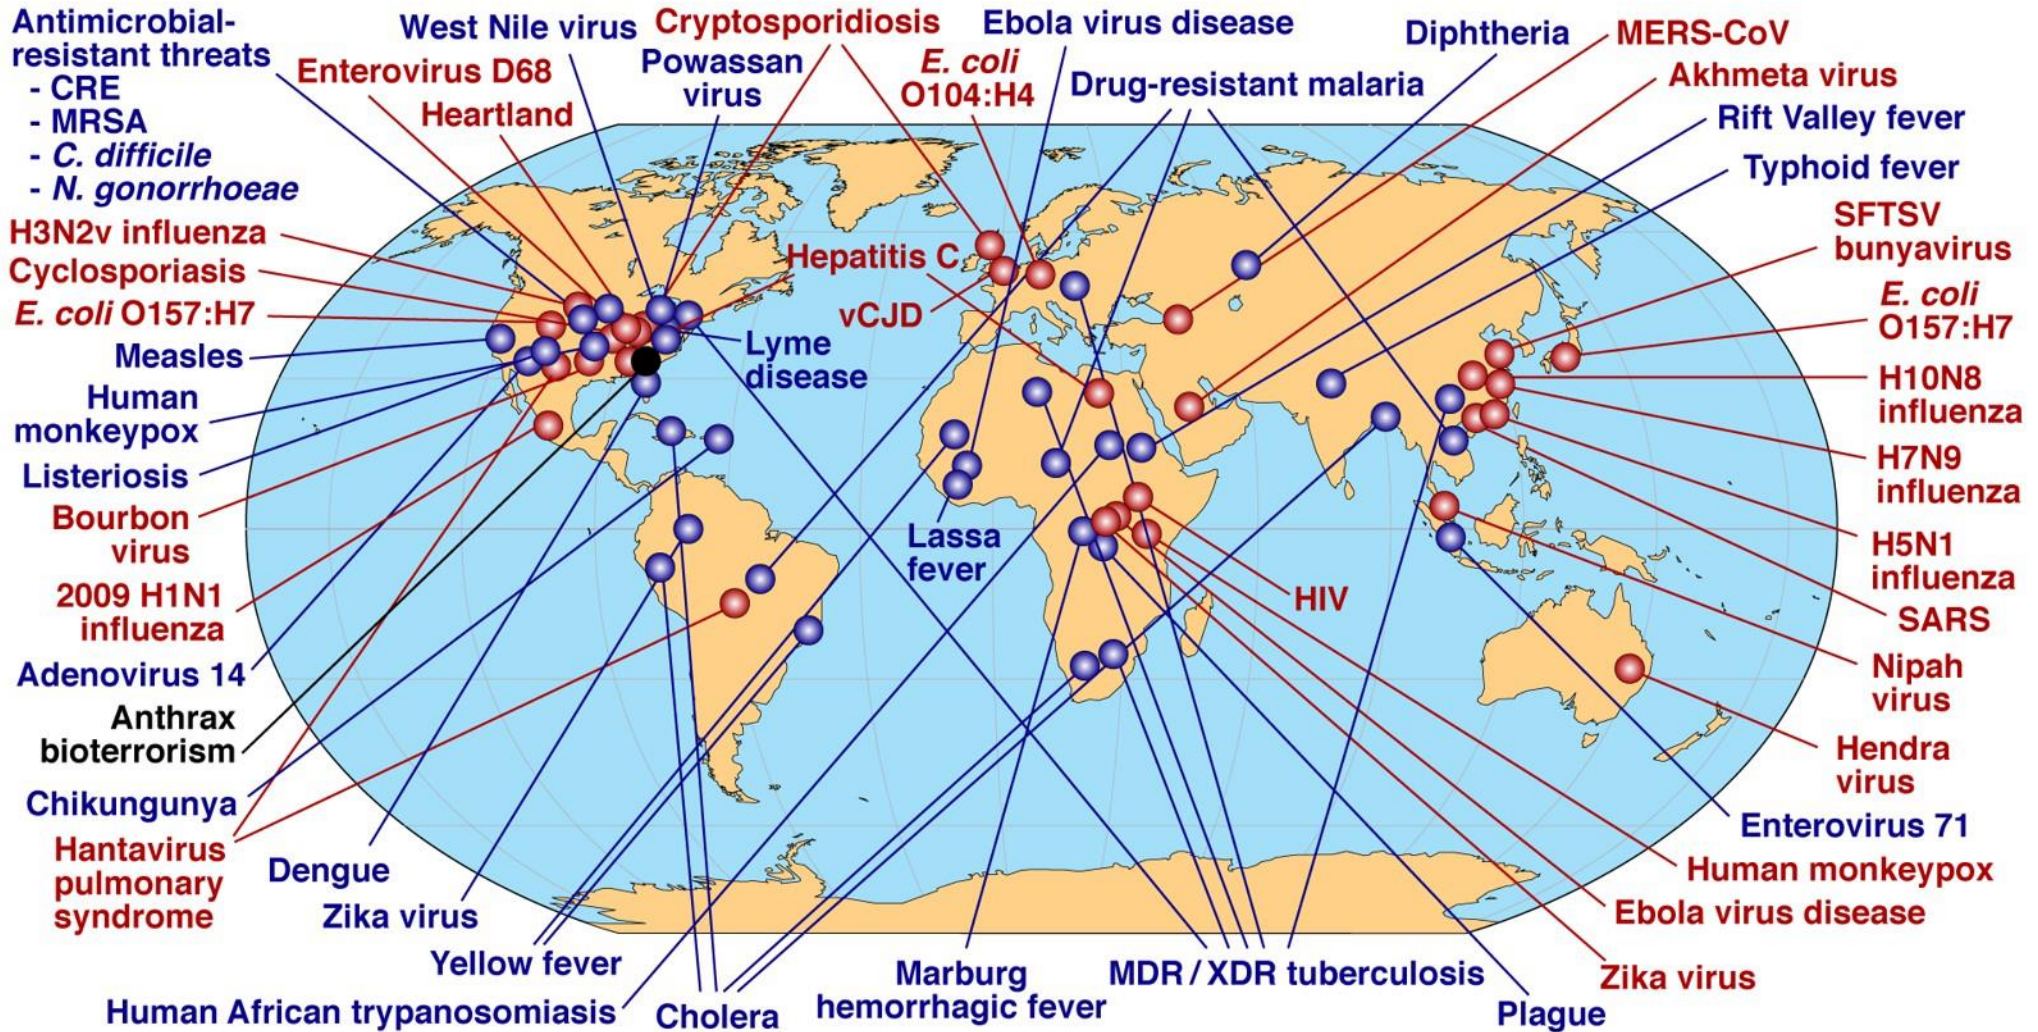 Antimicrobial-
resistant threats
- CRE
- MRSA
- C. difficile
- N. gonorrhoeae
West Nile virus
Cryptosporidiosis
Ebola virus disease
Diphtheria
MERS-CoV
Enterovirus D68
Powassan
virus
E. coli
O104:H4
Drug-resistant malaria
Akhmeta virus
Heartland
Rift Valley fever
Typhoid fever
H3N2v influenza
Cyclosporiasis
E. coli O157:H7
Measles
Human
monkeypox
Listeriosis
Bourbon
virus
2009 H1N1
influenza
Adenovirus 14
Anthrax
bioterrorism
Chikungunya
Hantavirus
pulmonary
syndrome
Hepatitis C
vCJD
Lyme
disease
Lassa
fever
HIV
SFTSV
bunyavirus
E. coli
O157:H7
H10N8
influenza
H7N9
influenza
H5N1
influenza
SARS
Nipah
virus
Hendra
virus
Enterovirus 71
Human monkeypox
Ebola virus disease
Zika virus
Plague
Dengue
Zika virus
Yellow fever
Human African trypanosomiasis
Cholera
Marburg
hemorrhagic fever
MDR / XDR tuberculosis